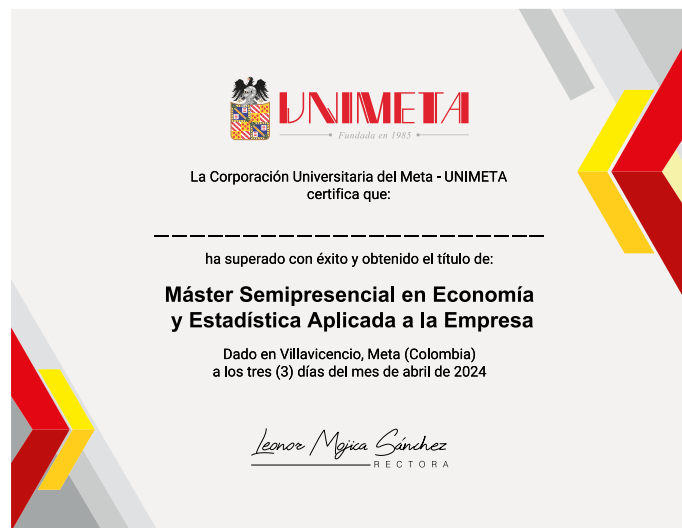 UNIMETA
Fundada en 1985
La Corporación Universitaria del Meta - UNIMETA
certifica que:
ha superado con éxito y obtenido el título de:
Máster Semipresencial en Economía
y Estadística Aplicada a la Empresa
Dado en Villavicencio, Meta (Colombia)
a los tres (3) días del mes de abril de 2024
Leonor Mojica Sánchez
RECTORA